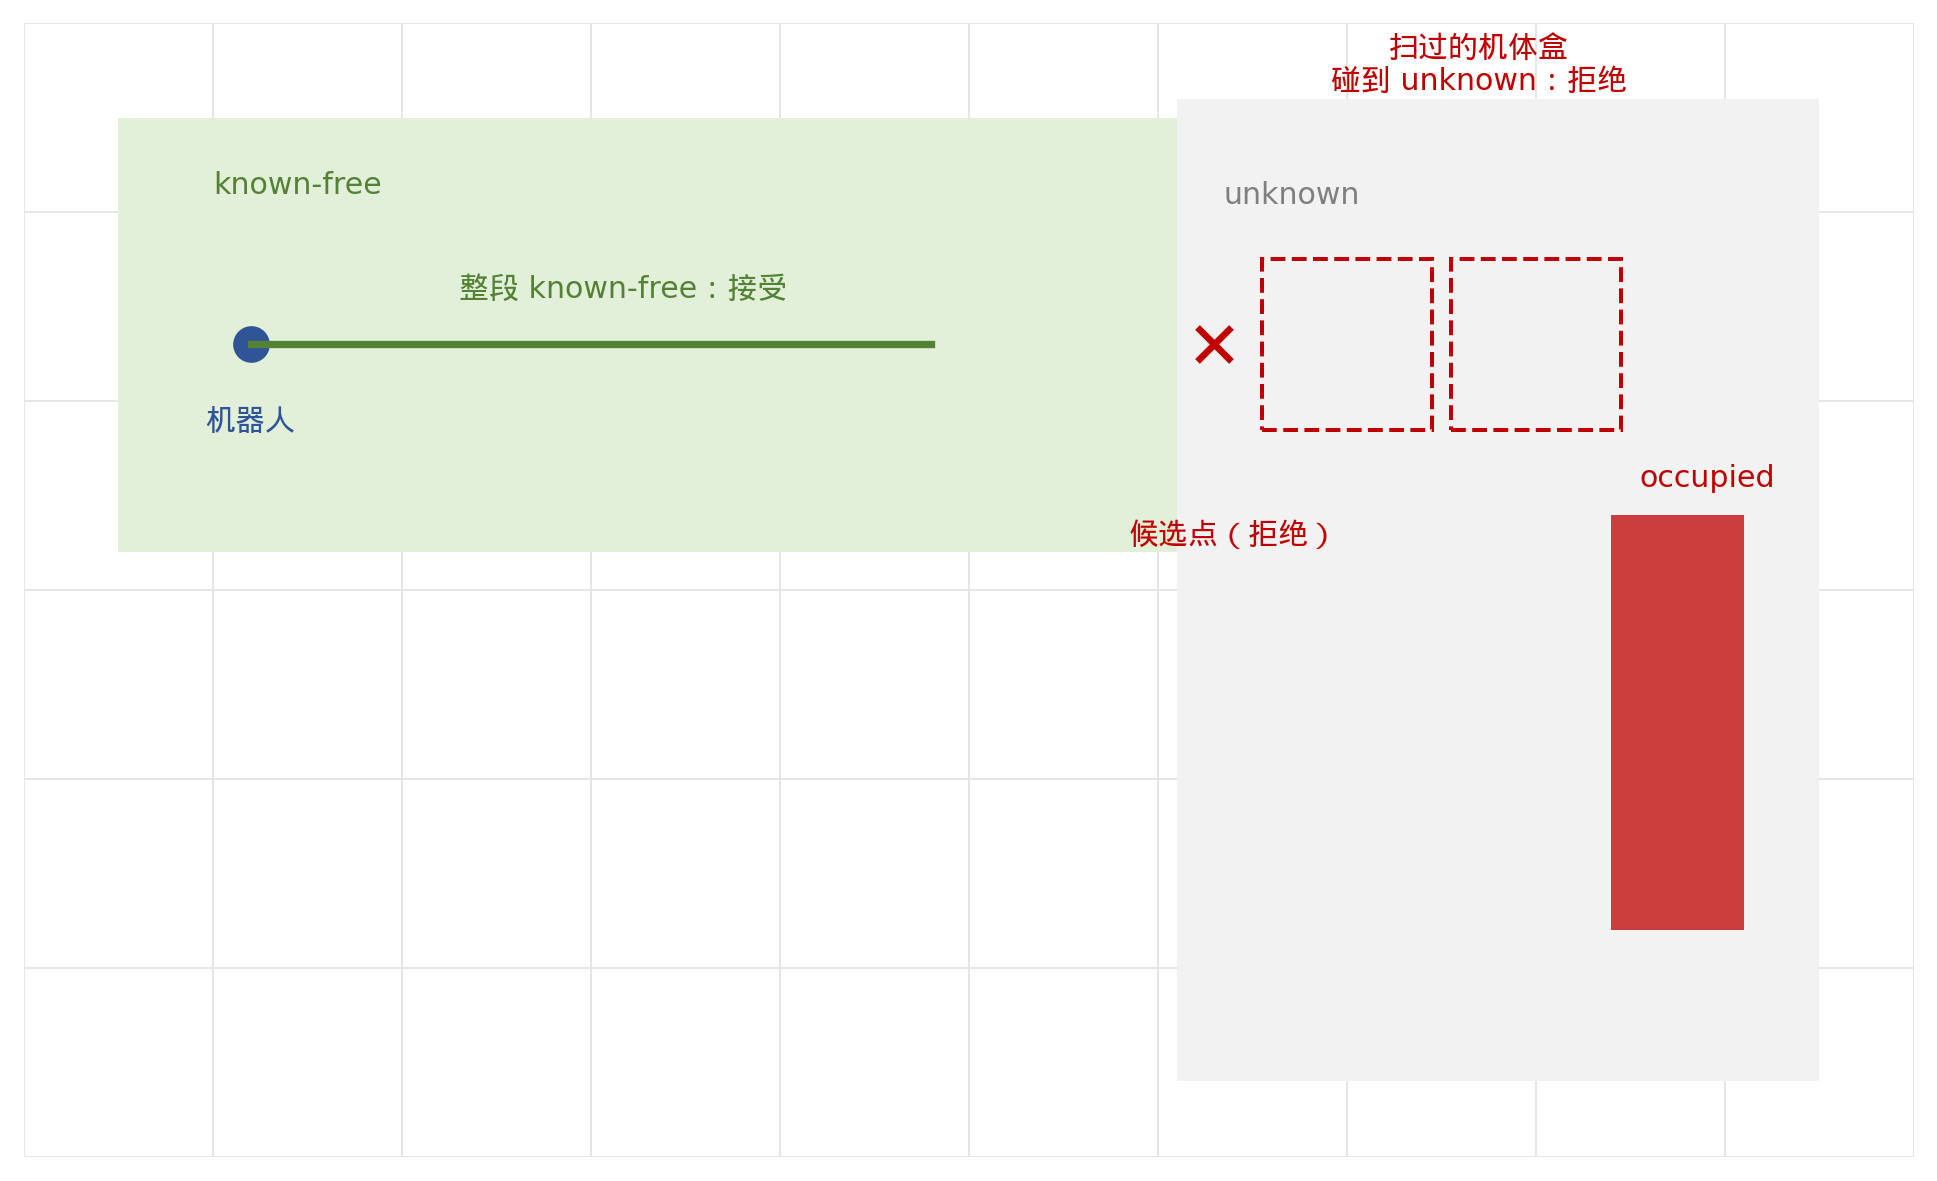 扫过的机体盒
碰到 unknown：拒绝
known-free
unknown
整段 known-free：接受
机器人
occupied
候选点（拒绝）